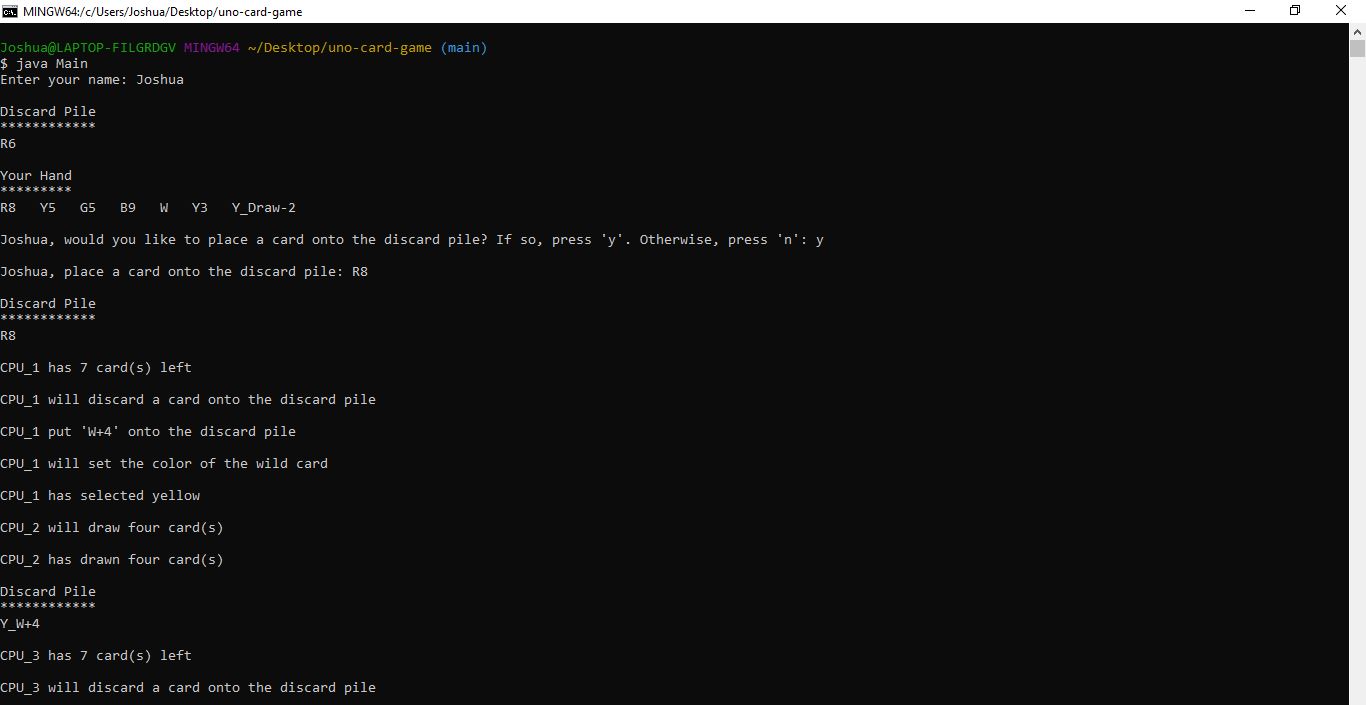 MINGW64:/c/Users/Joshua/Desktop/uno-card-game
Joshua@LAPTOP-FILGRDGV MINGW64 ~/Desktop/uno-card-game (main)
$ java Main
Enter your name: Joshua
Discard Pile
************
R6
Your Hand
*********
R8 Y5 G5 B9 W Y3 Y_Draw-2
Joshua, would you like to place a card onto the discard pile? If so, press 'y'. Otherwise, press 'n': y
Joshua, place a card onto the discard pile: R8
Discard Pile
************
R8
CPU_1 has 7 card(s) left
CPU_1 will discard a card onto the discard pile
CPU_1 put 'W+4' onto the discard pile
CPU_1 will set the color of the wild card
CPU_1 has selected yellow
CPU_2 will draw four card(s)
CPU_2 has drawn four card(s)
Discard Pile
************
Y_W+4
CPU_3 has 7 card(s) left
CPU_3 will discard a card onto the discard pile